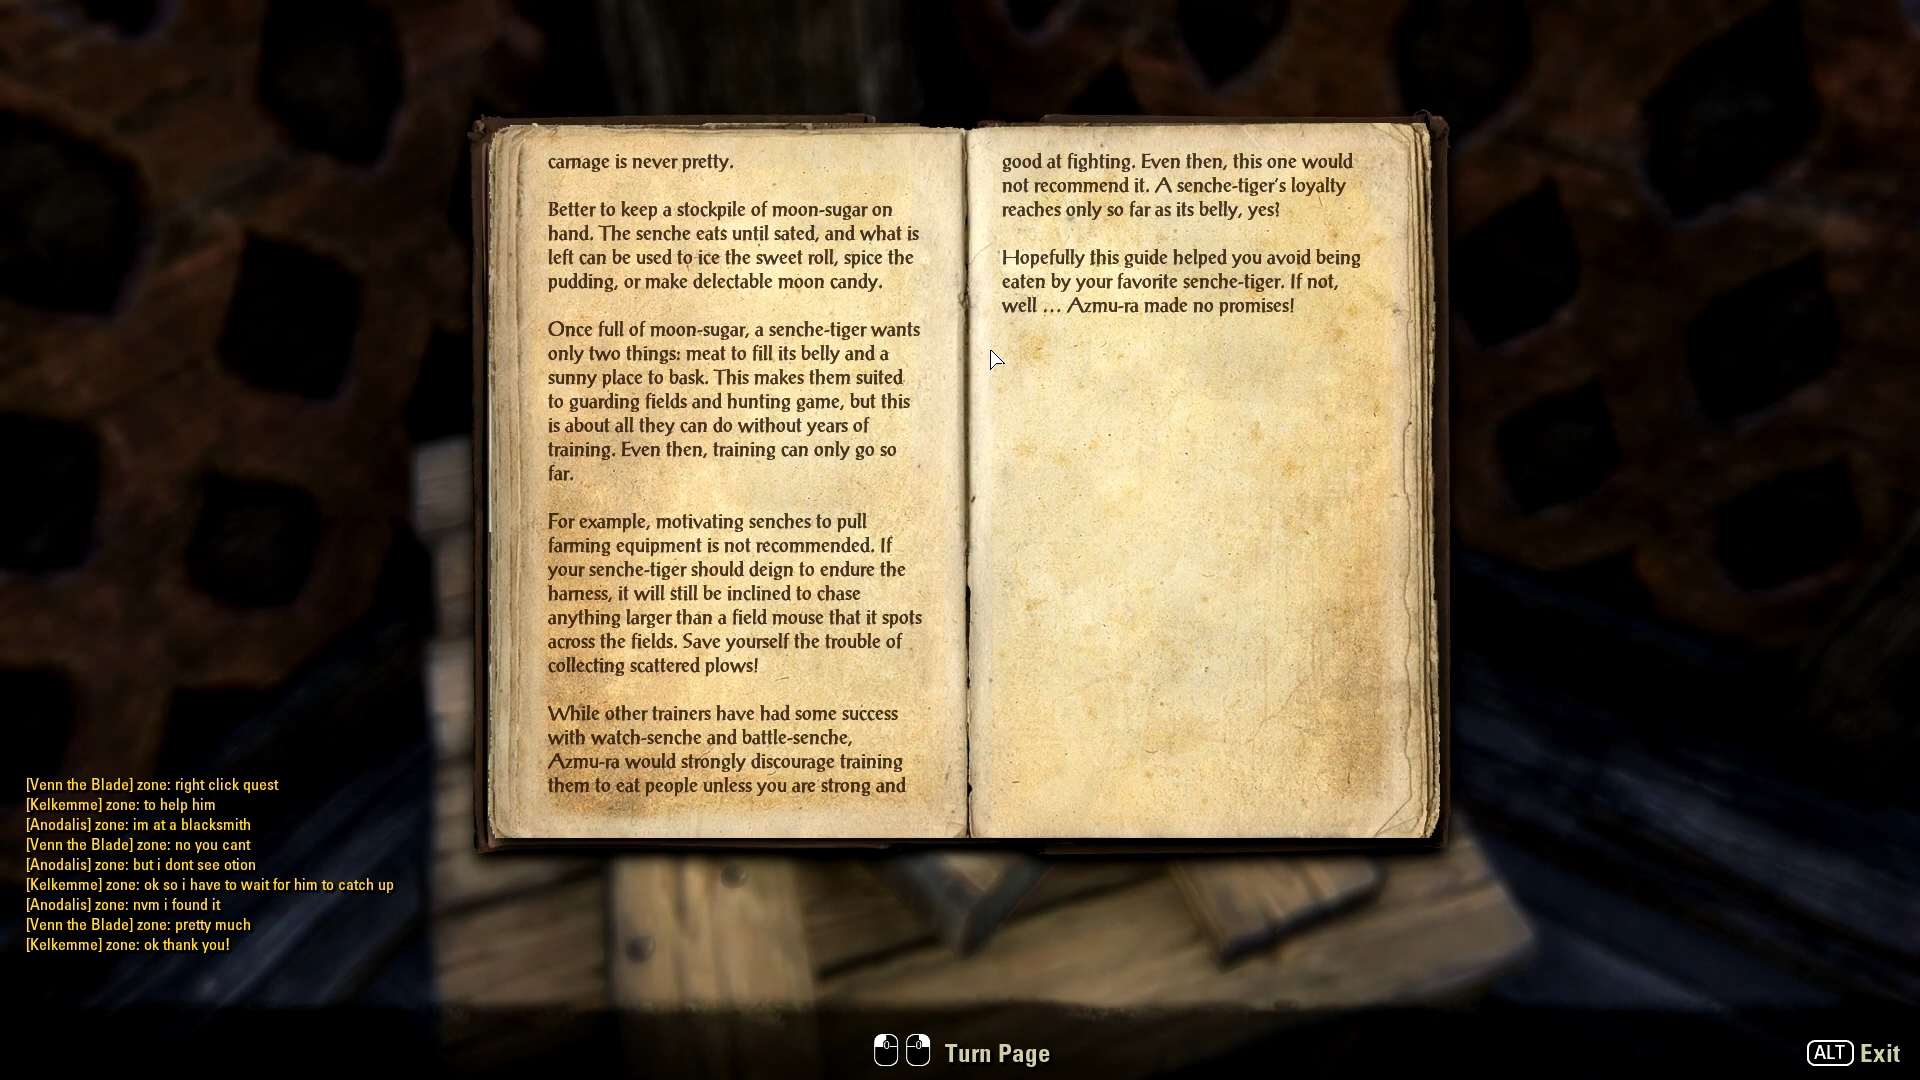 carnage is never pretty.
Better to keep a stockpile of moon-sugar on
hand. The senche eats until sated, and what is
left can be used to ice the sweet roll, spice the
pudding, or make delectable moon candy.
Once full of moon-sugar, a senche-tiger wants
only two things: meat to fill its belly and a
sunny place to bask. This makes them suited
to guarding fields and hunting game, but this
is about all they can do without years of
training. Even then, training can only go so
far.
For example, motivating senches to pull
farming equipment is not recommended. If
your senche-tiger should deign to endure the
harness, it will still be inclined to chase
anything larger than a field mouse that it spots
across the fields. Save yourself the trouble of
collecting scattered plows!
While other trainers have had some success
with watch-senche and battle-senche,
Azmu-ra would strongly discourage training
them to eat people unless you are strong and
good at fighting. Even then, this one would
not recommend it. A senche-tiger's loyalty
reaches only so far as its belly, yes?
Hopefully this guide helped you avoid being
eaten by your favorite senche-tiger. If not,
well ... Azmu-ra made no promises!
[Venn the Blade] zone: right click quest
[Kelkemme] zone: to help him
[Anodalis] zone: im at a blacksmith
[Venn the Blade] zone: no you cant
[Anodalis] zone: but i dont see otion
[Kelkemme] zone: ok so i have to wait for him to catch up
[Anodalis] zone: nvm i found it
[Venn the Blade] zone: pretty much
[Kelkemme] zone: ok thank you!
Turn Page
ALT Exit